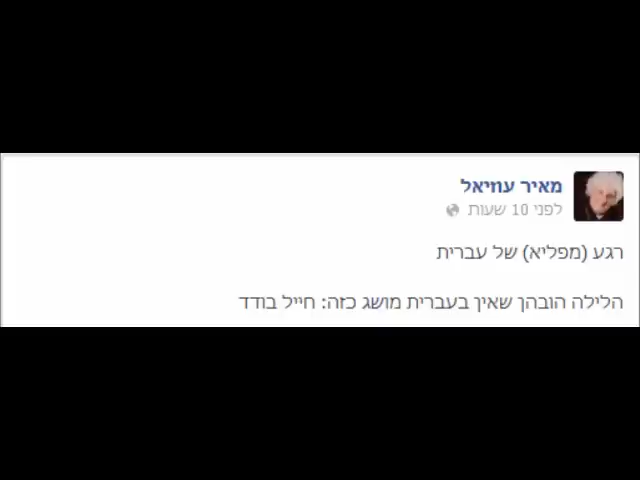 מאיר עוזיאל
לפני 10 שעות
רגע (מפליא) של עברית
הלילה הובהן שאין בעברית מושג כזה: חייל בודד